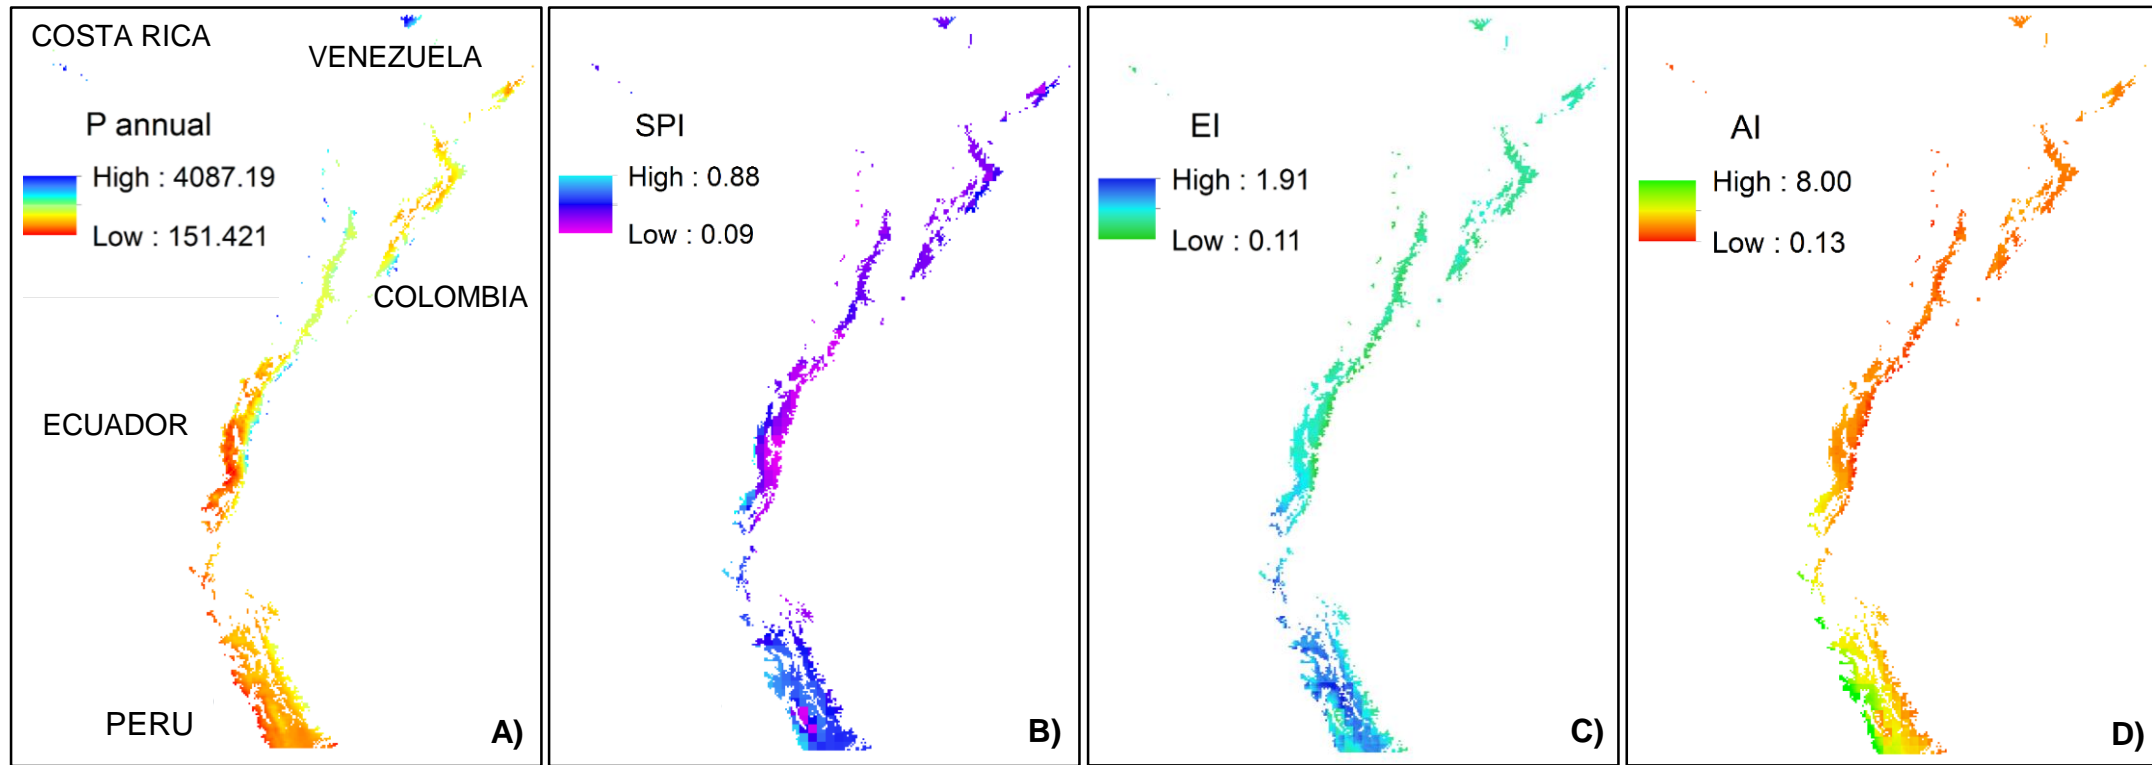 COSTA RICA
VENEZUELA
P annual
High : 4087.19
Low : 151.421
COLOMBIA
ECUADOR
PERU
A)
SPI
High : 0.88
Low : 0.09
B)
EI
High : 1.91
Low : 0.11
C)
AI
High : 8.00
Low : 0.13
D)